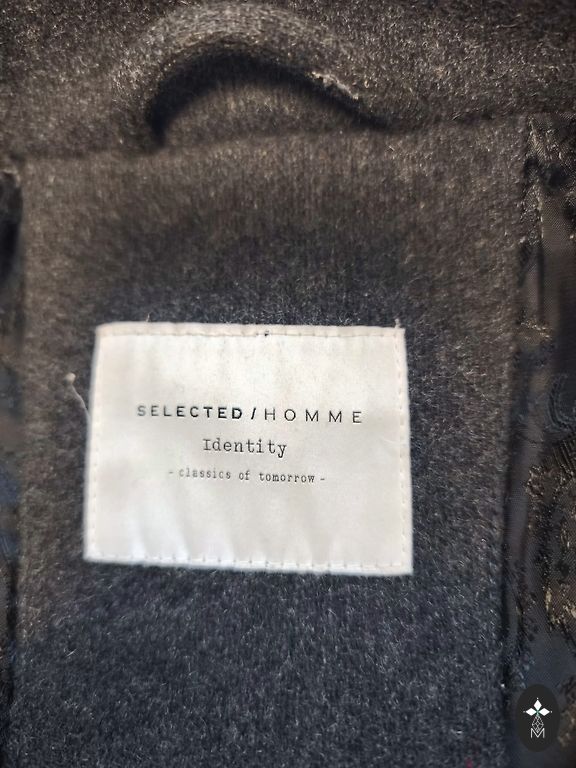 SELECTED / HOMME
Identity
- classics of tomorrow -
M